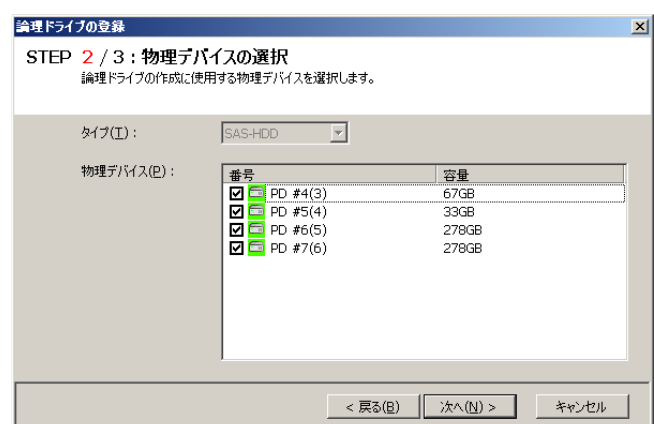 論理ドライブの登録
STEP 2 / 3 : 物理デバイスの選択
論理ドライブの作成に使用する物理デバイスを選択します。
タイプ(T) : SAS-HDD
物理デバイス(P) :
番号 容量
PD #4(3) 67GB
PD #5(4) 33GB
PD #6(5) 278GB
PD #7(6) 278GB
< 戻る(B) 次へ(N) > キャンセル